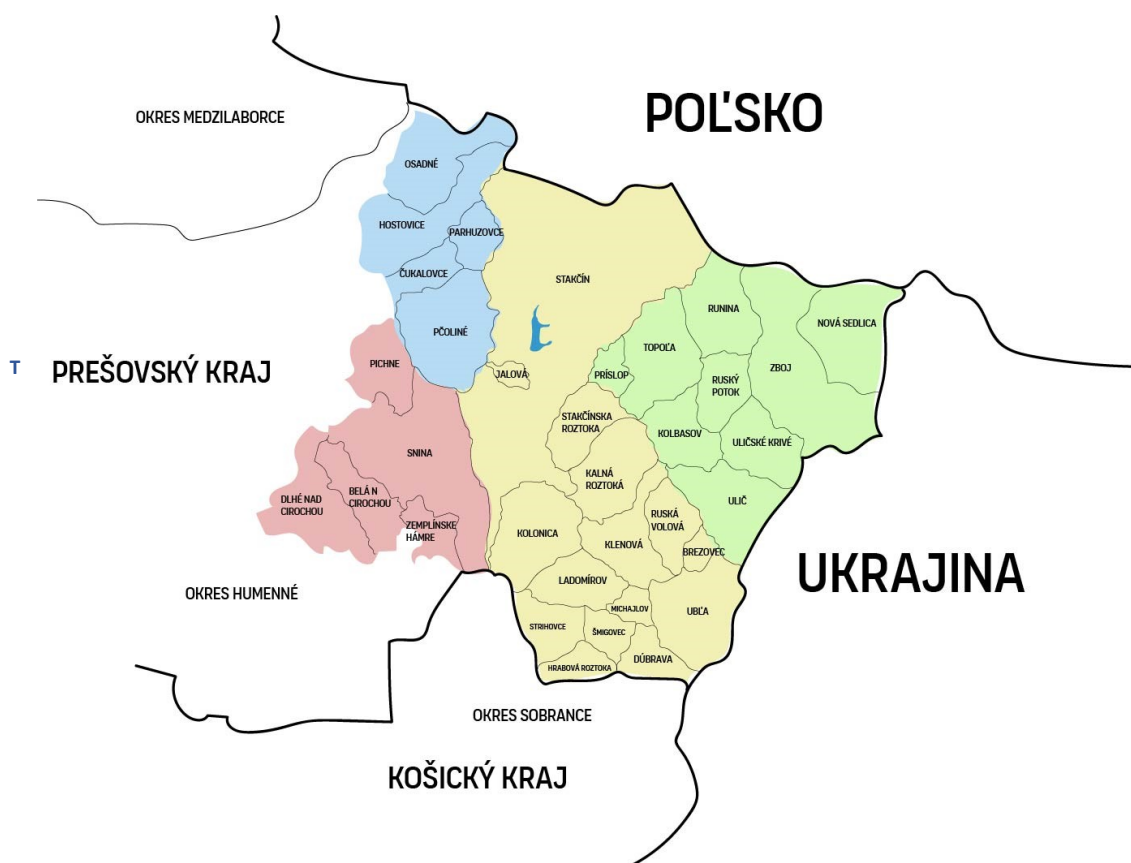 POĽSKO
OKRES MEDZILABORCE
OSADNÉ
HOSTOVICE
PARHUZOVCE
ČUKALOVCE
STAKČÍN
PČOLINÉ
RUNINA
NOVÁ SEDLICA
TOPOĽA
ZBOJ
T
PREŠOVSKÝ KRAJ
PICHNE
JALOVÁ
PRÍSLOP
RUSKÝ
POTOK
STAKČÍNSKA
ROZTOKA
KOLBASOV
ULIČSKÉ KRIVÉ
SNINA
KALNÁ
ROZTOKÁ
ULIČ
DLHÉ NAD
CIROCHOU
BELÁ N
CIROCHOU
ZEMPLÍNSKE
HÁMRE
KOLONICA
KLENOVÁ
RUSKÁ
VOLOVÁ
BREZOVEC
UKRAJINA
LADOMÍROV
OKRES HUMENNÉ
MICHAJLOV
UBĽA
STRIHOVCE
ŠMIGOVEC
HRABOVÁ ROZTOKA
DÚBRAVA
OKRES SOBRANCE
KOŠICKÝ KRAJ